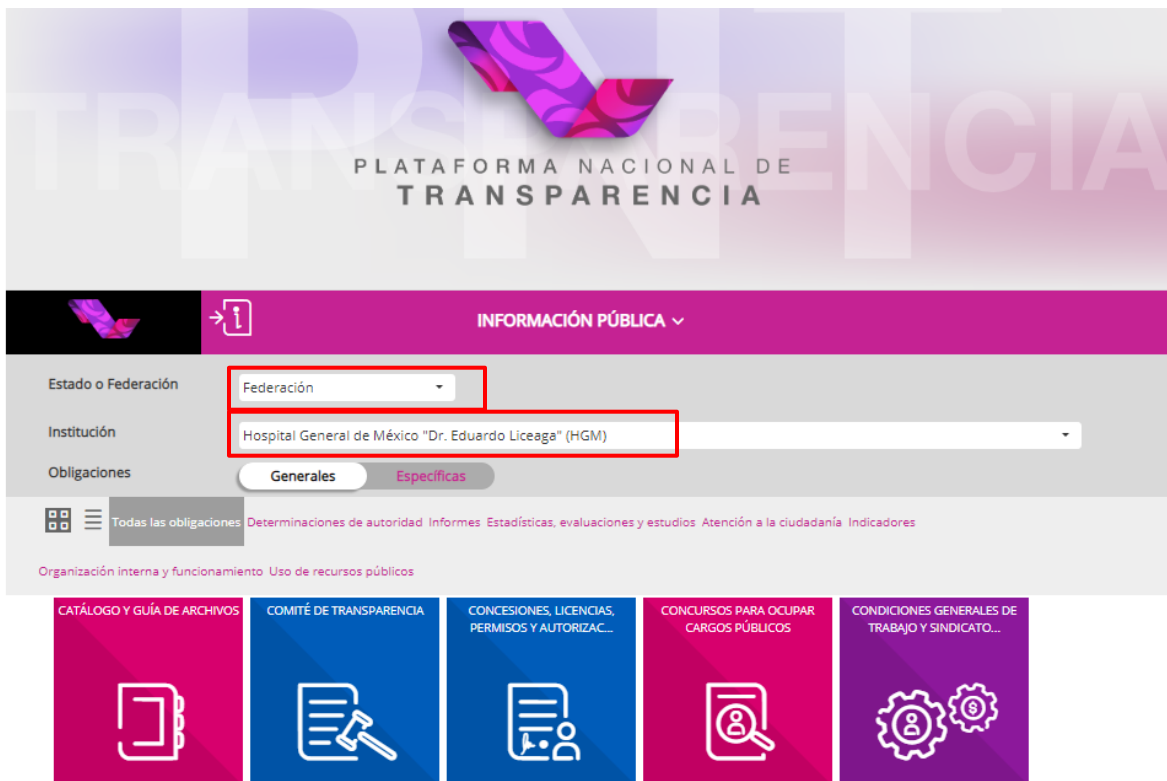 PNT
TRANSPARENCIA
PLATAFORMA NACIONAL DE
TRANSPARENCIA
INFORMACIÓN PÚBLICA
Estado o Federación
Federación
Institución
Hospital General de México "Dr. Eduardo Liceaga" (HGM)
Obligaciones
Generales Específicas
Todas las obligaciones Determinaciones de autoridad Informes Estadísticas, evaluaciones y estudios Atención a la ciudadanía Indicadores
Organización interna y funcionamiento Uso de recursos públicos
CATÁLOGO Y GUÍA DE ARCHIVOS
COMITÉ DE TRANSPARENCIA
CONCESIONES, LICENCIAS,
PERMISOS Y AUTORIZAC...
CONCURSOS PARA OCUPAR
CARGOS PÚBLICOS
CONDICIONES GENERALES DE
TRABAJO Y SINDICATO...